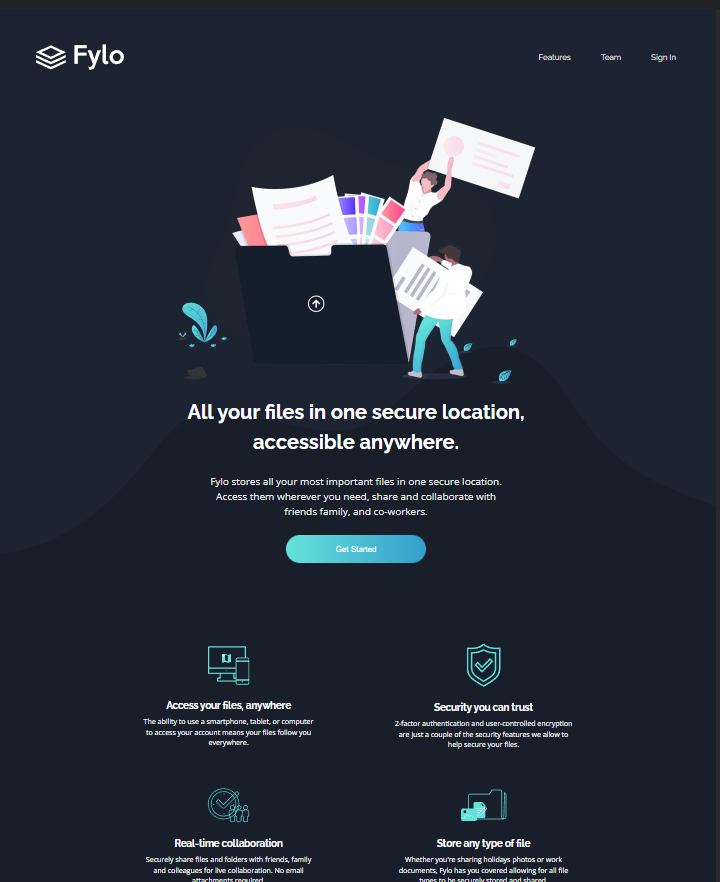 Fylo
Features
Team
Sign In
All your files in one secure location,
accessible anywhere.
Fylo stores all your most important files in one secure location.
Access them wherever you need, share and collaborate with
friends family, and co-workers.
Get Started
Access your files, anywhere
The ability to use a smartphone, tablet, or computer
to access your account means your files follow you
everywhere.
Security you can trust
2-factor authentication and user-controlled encryption
are just a couple of the security features we allow to
help secure your files.
Real-time collaboration
Securely share files and folders with friends, family
and colleagues for live collaboration. No email
attachments required.
Store any type of file
Whether you're sharing holidays photos or work
documents, Fylo has you covered allowing for all file
types to be securely stored and shared.